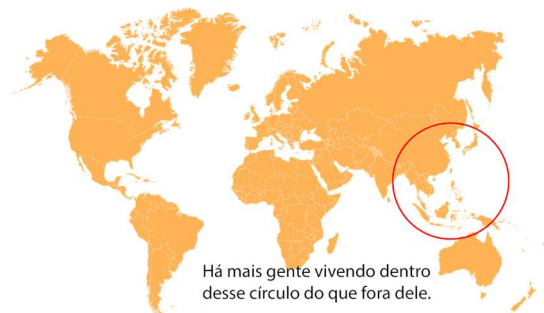 Há mais gente vivendo dentro
desse círculo do que fora dele.